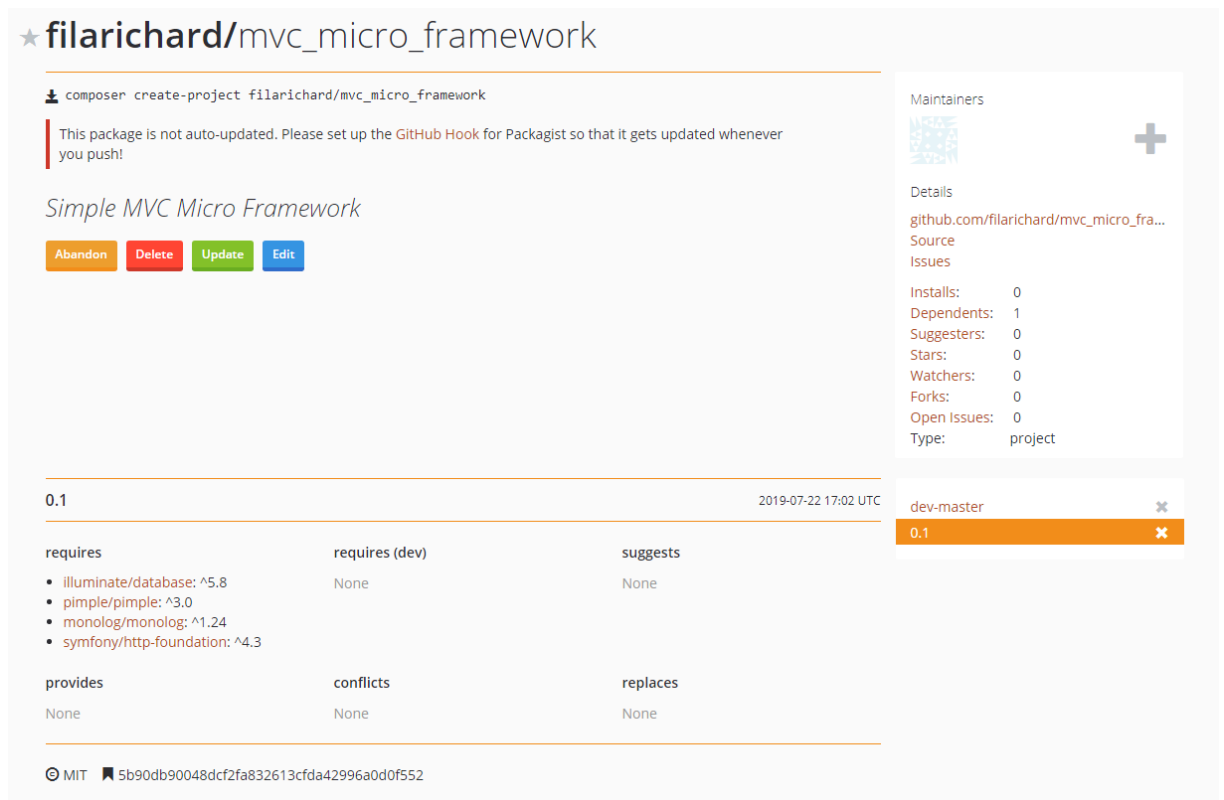 filarichard/mvc_micro_framework
composer create-project filarichard/mvc_micro_framework
This package is not auto-updated. Please set up the GitHub Hook for Packagist so that it gets updated whenever
you push!
Simple MVC Micro Framework
Abandon Delete Update Edit
Maintainers
Details
github.com/filarichard/mvc_micro_fra...
Source
Issues
Installs: 0
Dependents: 1
Suggesters: 0
Stars: 0
Watchers: 0
Forks: 0
Open Issues: 0
Type: project
0.1 2019-07-22 17:02 UTC
dev-master
0.1
requires
illuminate/database: ^5.8
pimple/pimple: ^3.0
monolog/monolog: ^1.24
symfony/http-foundation: ^4.3
requires (dev)
None
suggests
None
provides
None
conflicts
None
replaces
None
MIT 5b90db90048dcf2fa832613cfda42996a0d0f552